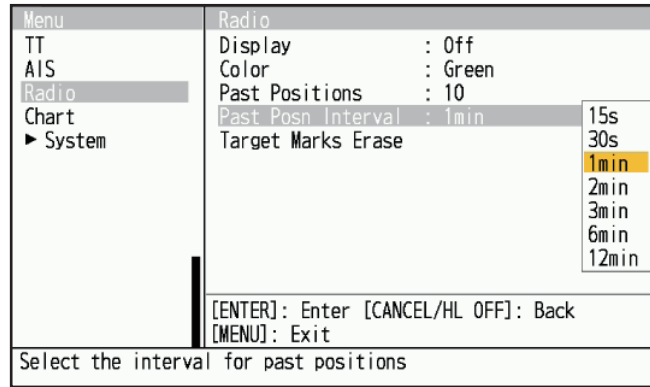 Menu
TT
AIS
Radio
Chart
► System
Radio
Display : Off
Color : Green
Past Positions : 10
Past Posn Interval : 1min
Target Marks Erase
15s
30s
1min
2min
3min
6min
12min
[ENTER]: Enter [CANCEL/HL OFF]: Back
[MENU]: Exit
Select the interval for past positions